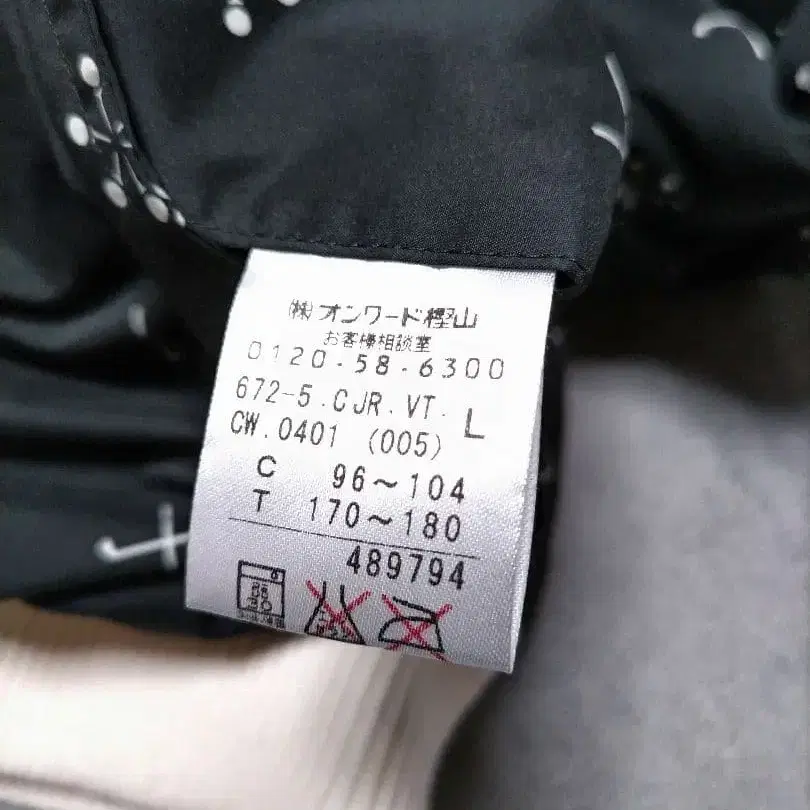 ㈱オンワード樫山
お客様相談室
0120-58-6300
672-5.CJR.VT. L
CW.0401 (005)
C 96~104
T 170~180
489794